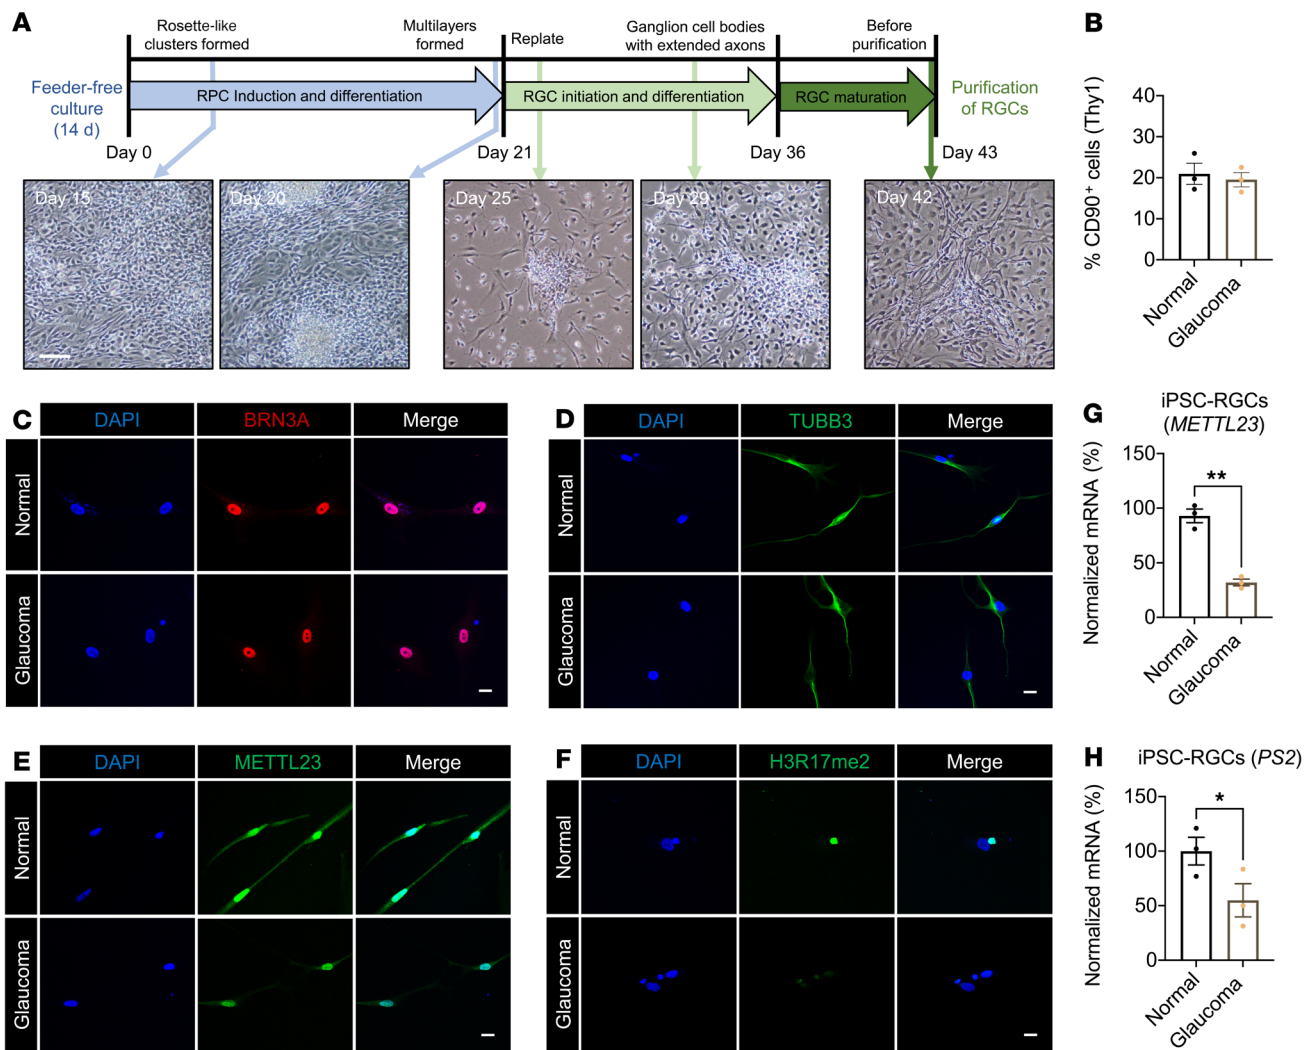 A
Rosette-like
clusters formed
Multilayers
formed
Replate
Ganglion cell bodies
with extended axons
Before
purification
Feeder-free
culture
(14 d)
RPC Induction and differentiation
RGC initiation and differentiation
RGC maturation
Purification
of RGCs
Day 0
Day 21
Day 36
Day 43
Day 15
Day 20
Day 25
Day 29
Day 42
B
% CD90⁺ cells (Thy1)
40
30
20
10
0
Normal
Glaucoma
C
DAPI
BRN3A
Merge
Normal
Glaucoma
D
DAPI
TUBB3
Merge
Normal
Glaucoma
G
iPSC-RGCs
(METTL23)
Normalized mRNA (%)
150
100
50
0
**
Normal
Glaucoma
E
DAPI
METTL23
Merge
Normal
Glaucoma
F
DAPI
H3R17me2
Merge
Normal
Glaucoma
H
iPSC-RGCs (PS2)
Normalized mRNA (%)
150
100
50
0
*
Normal
Glaucoma